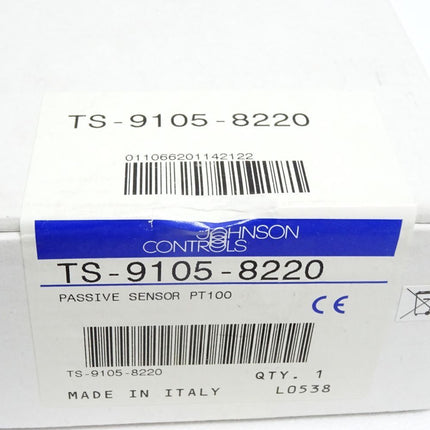 TS-9105-8220
011066201142122
JOHNSON
CONTROLS
TS-9105-8220
PASSIVE SENSOR PT100
CE
TS-9105-8220
QTY. 1
MADE IN ITALY
L0538